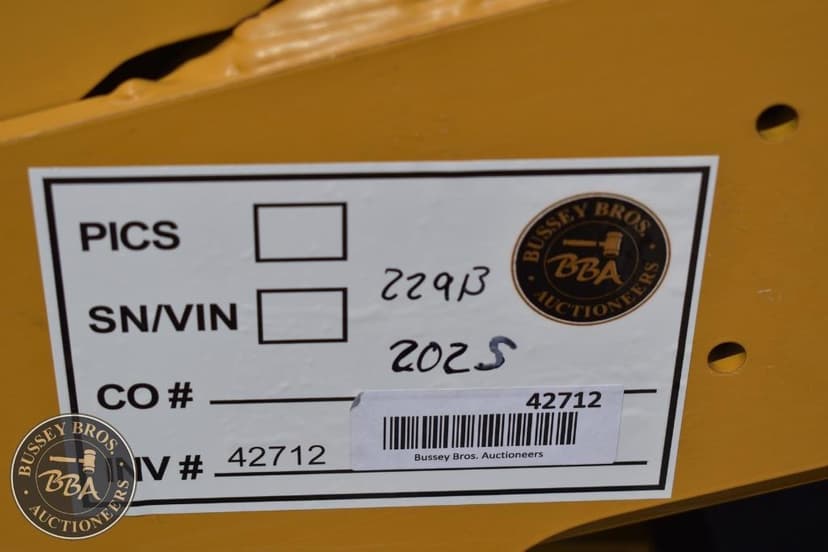 PICS
SN/VIN
229B
2025
CO #
INV # 42712
42712
Bussey Bros. Auctioneers
BUSSEY BROS.
BBA
AUCTIONEERS
BUSSEY BROS.
BBA
AUCTIONEERS